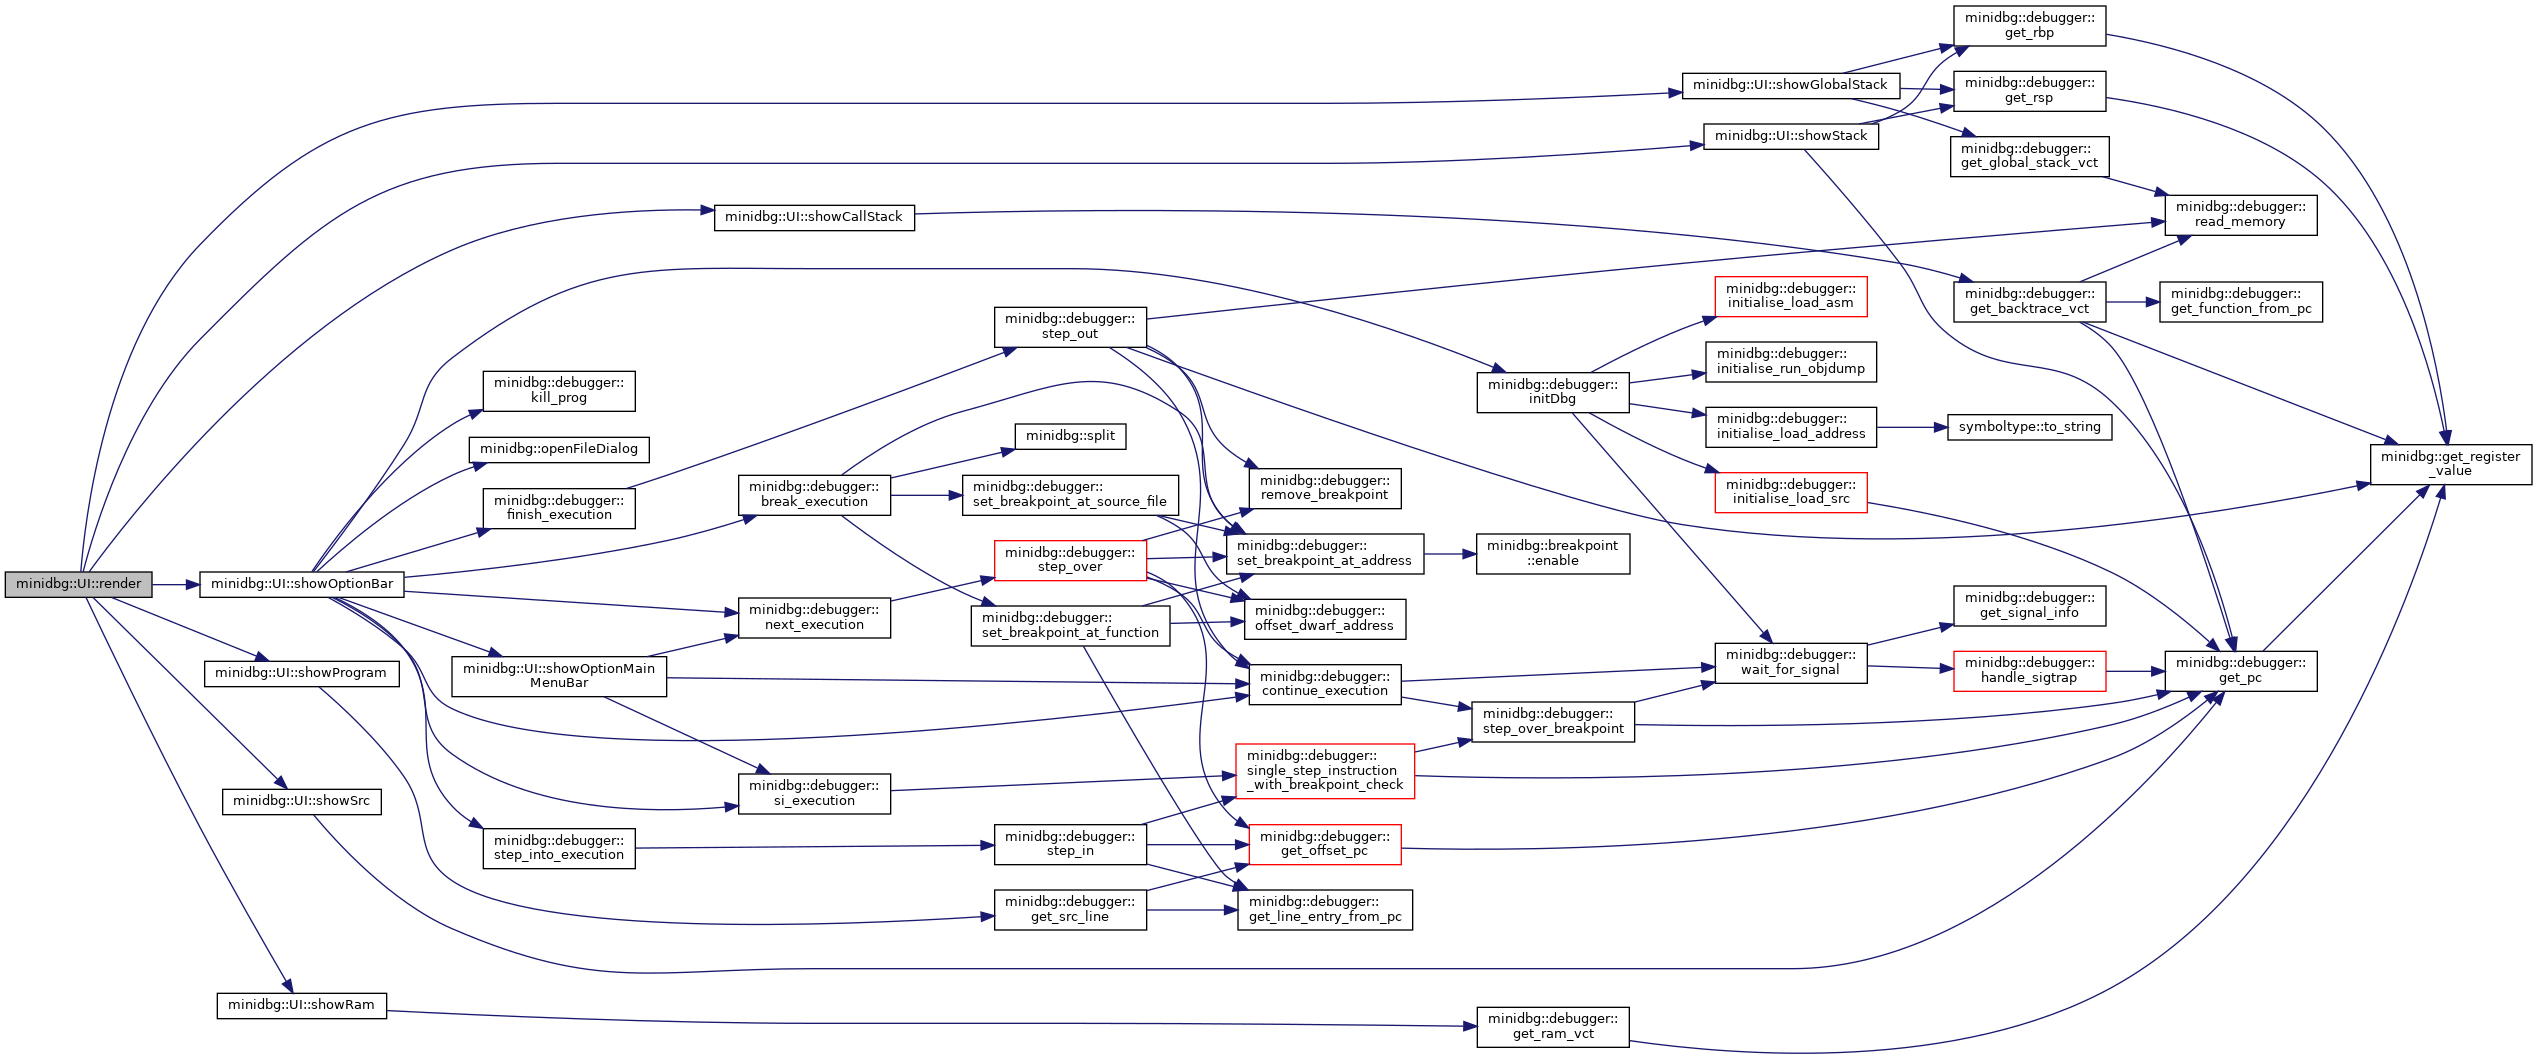 minidbg::debugger::
get_rbp
minidbg::UI::showGlobalStack
minidbg::debugger::
get_rsp
minidbg::UI::showStack
minidbg::debugger::
get_global_stack_vct
minidbg::UI::showCallStack
minidbg::debugger::
read_memory
minidbg::debugger::
step_out
minidbg::debugger::
initialise_load_asm
minidbg::debugger::
get_backtrace_vct
minidbg::debugger::
get_function_from_pc
minidbg::debugger::
kill_prog
minidbg::debugger::
initDbg
minidbg::debugger::
initialise_run_objdump
minidbg::openFileDialog
minidbg::split
minidbg::debugger::
initialise_load_address
symboltype::to_string
minidbg::get_register
_value
minidbg::debugger::
finish_execution
minidbg::debugger::
break_execution
minidbg::debugger::
set_breakpoint_at_source_file
minidbg::debugger::
remove_breakpoint
minidbg::debugger::
initialise_load_src
minidbg::UI::render
minidbg::UI::showOptionBar
minidbg::debugger::
step_over
minidbg::debugger::
set_breakpoint_at_address
minidbg::breakpoint
::enable
minidbg::debugger::
next_execution
minidbg::debugger::
set_breakpoint_at_function
minidbg::debugger::
offset_dwarf_address
minidbg::debugger::
get_signal_info
minidbg::UI::showProgram
minidbg::UI::showOptionMain
MenuBar
minidbg::debugger::
continue_execution
minidbg::debugger::
wait_for_signal
minidbg::debugger::
handle_sigtrap
minidbg::debugger::
get_pc
minidbg::debugger::
step_over_breakpoint
minidbg::UI::showSrc
minidbg::debugger::
si_execution
minidbg::debugger::
single_step_instruction
_with_breakpoint_check
minidbg::debugger::
step_into_execution
minidbg::debugger::
step_in
minidbg::debugger::
get_offset_pc
minidbg::debugger::
get_src_line
minidbg::debugger::
get_line_entry_from_pc
minidbg::UI::showRam
minidbg::debugger::
get_ram_vct